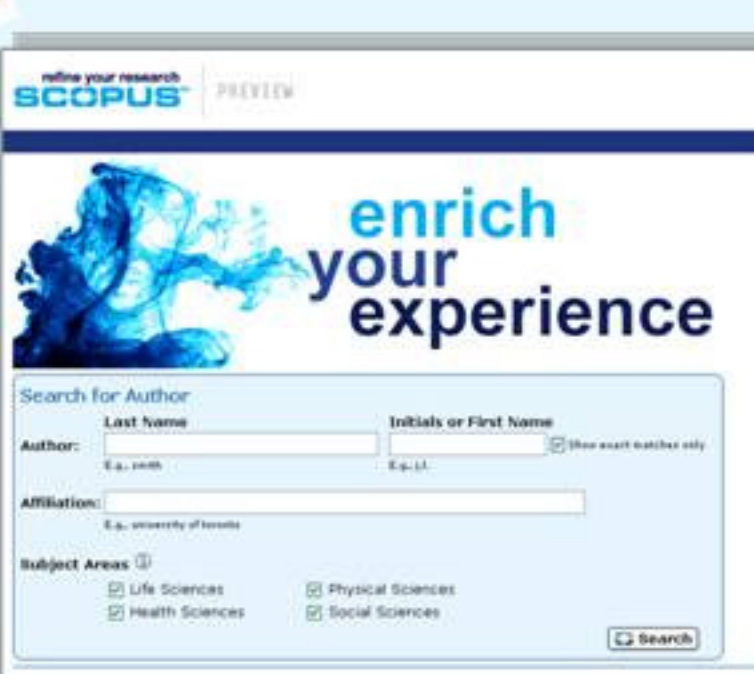 refine your research
SCOPUS™ PREVIEW
enrich
your
experience
Search for Author
Last Name Initials or First Name
Author: Show exact matches only
E.g., smith E.g., j.l.
Affiliation:
E.g., university of toronto
Subject Areas
Life Sciences Physical Sciences
Health Sciences Social Sciences
Search